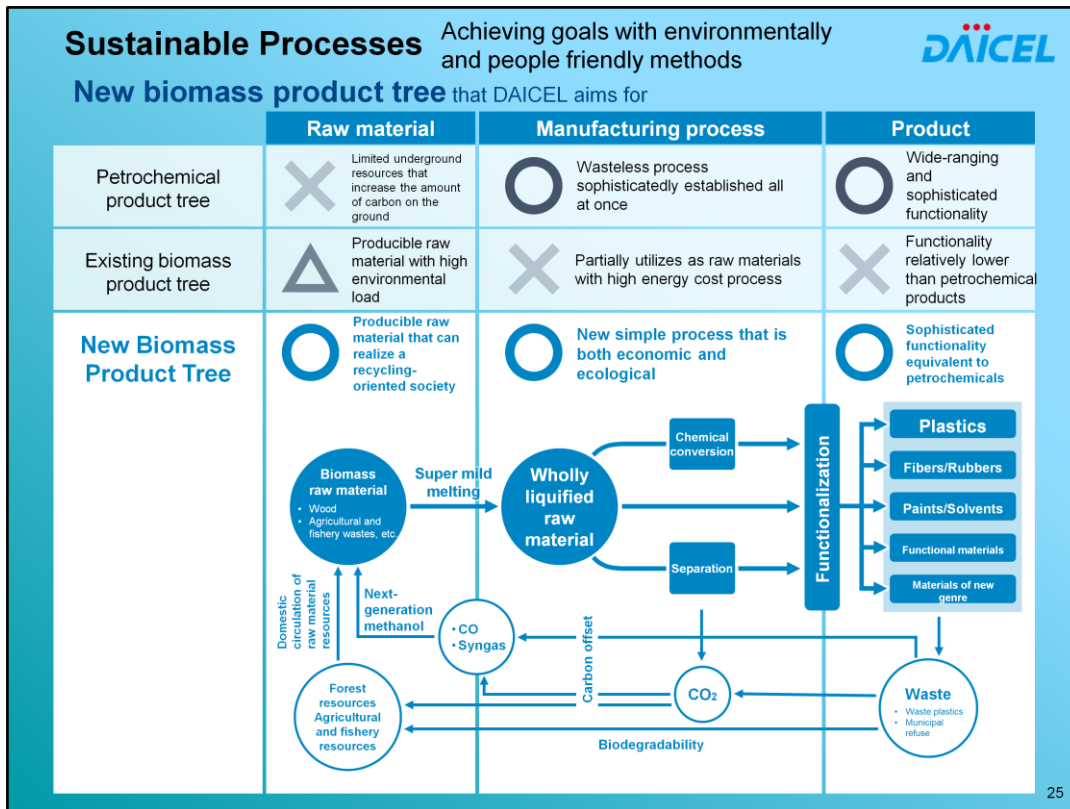 Sustainable Processes
Achieving goals with environmentally
and people friendly methods
DAICEL
New biomass product tree that DAICEL aims for
Raw material
Manufacturing process
Product
Petrochemical
product tree
Limited underground
resources that
increase the amount
of carbon on the
ground
Wasteless process
sophisticatedly established all
at once
Wide-ranging
and
sophisticated
functionality
Existing biomass
product tree
Producible raw
material with high
environmental
load
Partially utilizes as raw materials
with high energy cost process
Functionality
relatively lower
than petrochemical
products
New Biomass
Product Tree
Producible raw
material that can
realize a
recycling-
oriented society
New simple process that is
both economic and
ecological
Sophisticated
functionality
equivalent to
petrochemicals
Biomass
raw material
• Wood
• Agricultural and
fishery wastes, etc.
Super mild
melting
Wholly
liquified
raw
material
Chemical
conversion
Separation
Functionalization
Plastics
Fibers/Rubbers
Paints/Solvents
Functional materials
Materials of new
genre
Domestic
circulation of
raw material
resources
Next-
generation
methanol
• CO
• Syngas
Carbon offset
CO₂
Waste
• Waste plastics
• Municipal
refuse
Forest
resources
Agricultural
and fishery
resources
Biodegradability
25